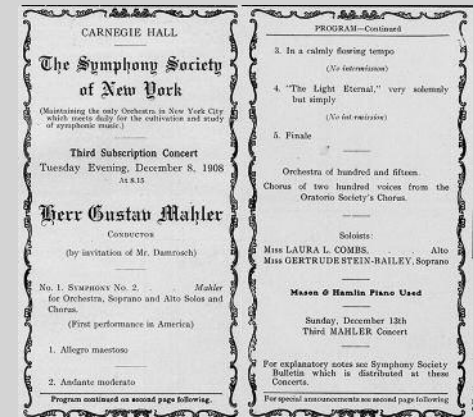 CARNEGIE HALL
The Symphony Society
of New York
(Maintaining the only Orchestra in New York City
which meets daily for the cultivation and study
of symphonic music.)
Third Subscription Concert
Tuesday Evening, December 8, 1908
At 8.15
Herr Gustav Mahler
CONDUCTOR
(by invitation of Mr. Damrosch)
No. 1. SYMPHONY NO. 2, . Mahler
for Orchestra, Soprano and Alto Solos and
Chorus.
(First performance in America)
1. Allegro maestoso
2. Andante moderato
Program continued on second page following.
PROGRAM—Continued
3. In a calmly flowing tempo
(No intermission)
4. "The Light Eternal," very solemnly
but simply
(No int rmission)
5. Finale
Orchestra of hundred and fifteen.
Chorus of two hundred voices from the
Oratorio Society's Chorus.
Soloists:
MISS LAURA L. COMBS, . Alto
MISS GERTRUDE STEIN-BAILEY, Soprano
Mason & Hamlin Piano Used
Sunday, December 13th
Third MAHLER Concert
For explanatory notes see Symphony Society
Bulletin which is distributed at these
Concerts.
For special announcements see second page following